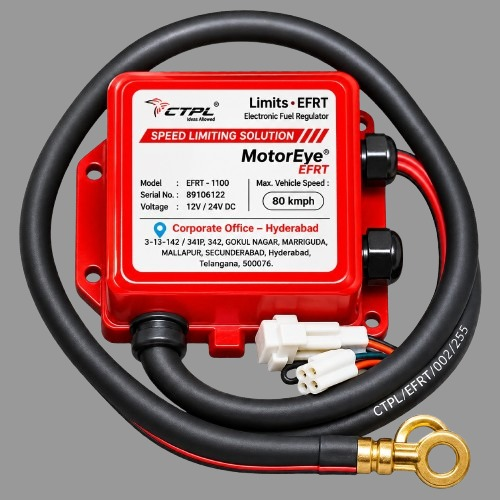 CTPL®
Ideas Allowed
Limits • EFRT
Electronic Fuel Regulator
SPEED LIMITING SOLUTION
MotorEye®
EFRT
Model : EFRT - 1100
Serial No. : 89106122
Voltage : 12V / 24V DC
Max. Vehicle Speed :
80 kmph
Corporate Office – Hyderabad
3-13-142 / 341P, 342, GOKUL NAGAR, MARRIGUDA,
MALLAPUR, SECUNDERABAD, Hyderabad,
Telangana, 500076.
CTPL/EFRT/002/255